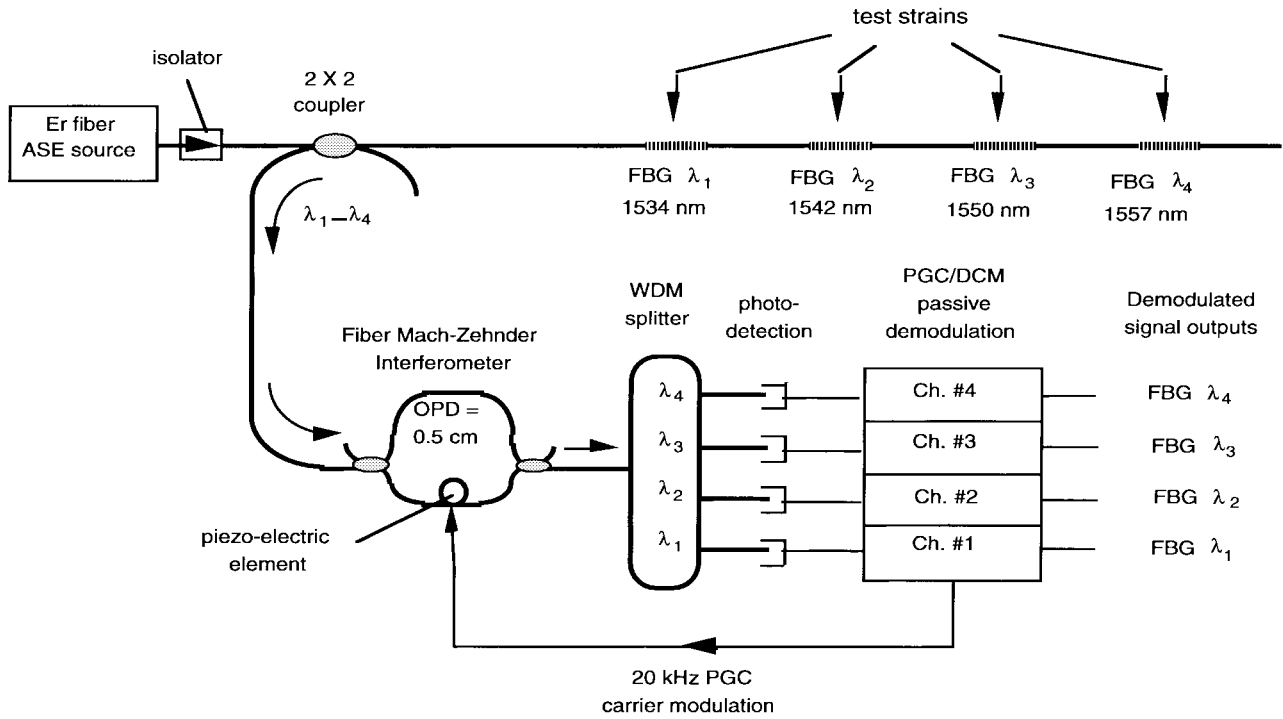 test strains
isolator
2 X 2
coupler
Er fiber
ASE source
FBG λ1
1534 nm
FBG λ2
1542 nm
FBG λ3
1550 nm
FBG λ4
1557 nm
λ1–λ4
WDM
splitter
photo-
detection
PGC/DCM
passive
demodulation
Demodulated
signal outputs
Fiber Mach-Zehnder
Interferometer
OPD =
0.5 cm
λ4
Ch. #4
FBG λ4
λ3
Ch. #3
FBG λ3
λ2
Ch. #2
FBG λ2
λ1
Ch. #1
FBG λ1
piezo-electric
element
20 kHz PGC
carrier modulation